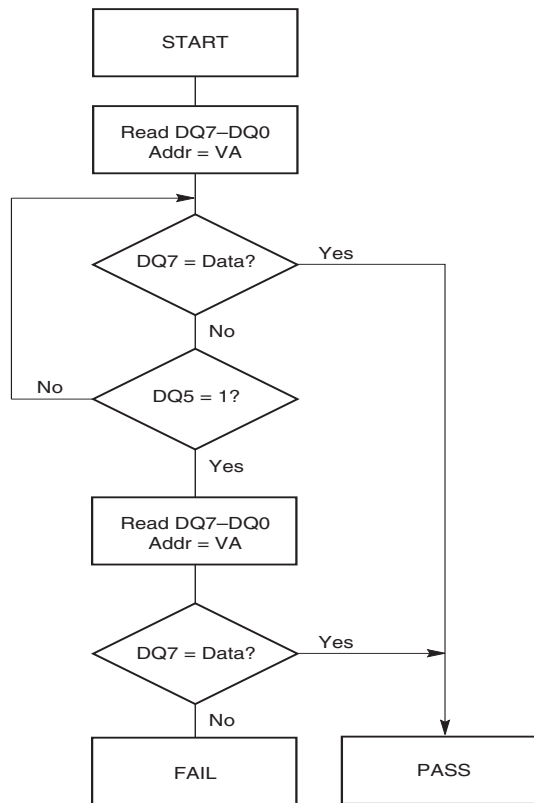 START
Read DQ7–DQ0
Addr = VA
DQ7 = Data?
Yes
No
No
DQ5 = 1?
Yes
Read DQ7–DQ0
Addr = VA
DQ7 = Data?
Yes
No
FAIL
PASS